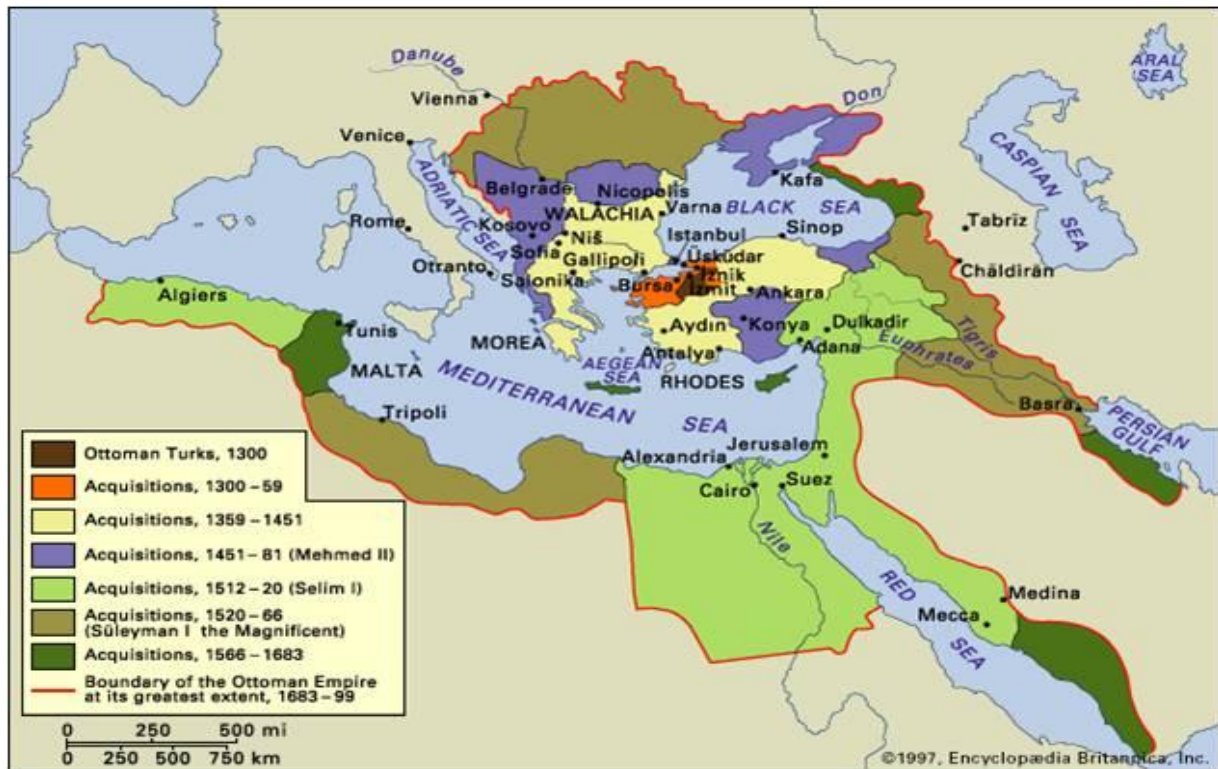 Danube
Vienna
Venice
ADRIATIC SEA
Belgrade
Nicopolis
WALACHIA
Varna
BLACK SEA
Kafa
Don
ARAL
SEA
CASPIAN
SEA
Tabrīz
Chāldirān
Rome
Kosovo
Sofia
Niš
Istanbul
Sinop
Üsküdar
Otranto
Gallipoli
Salonika
Bursa
İznik
İzmit
Ankara
Algiers
Tunis
MOREA
Aydın
Konya
Dulkadir
Tigris
Antalya
Adana
Euphrates
MALTA
AEGEAN
SEA
RHODES
MEDITERRANEAN
SEA
Tripoli
Basra
PERSIAN
GULF
Jerusalem
Alexandria
Cairo
Suez
Nile
RED
SEA
Medina
Mecca
Ottoman Turks, 1300
Acquisitions, 1300–59
Acquisitions, 1359–1451
Acquisitions, 1451–81 (Mehmed II)
Acquisitions, 1512–20 (Selim I)
Acquisitions, 1520–66
(Süleyman I the Magnificent)
Acquisitions, 1566–1683
Boundary of the Ottoman Empire
at its greatest extent, 1683–99
0 250 500 mi
0 250 500 750 km
©1997, Encyclopædia Britannica, Inc.